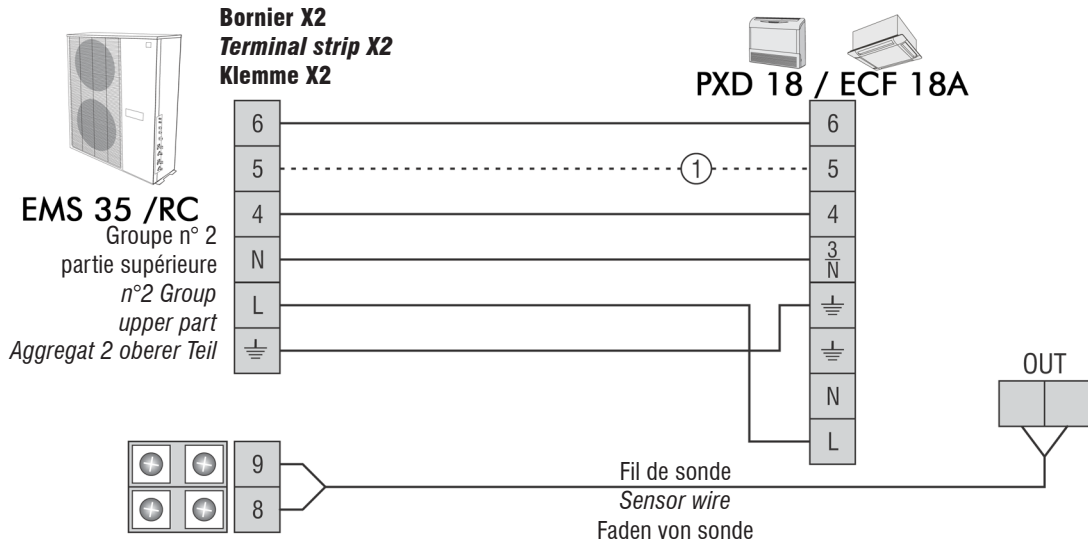 Bornier X2
Terminal strip X2
Klemme X2
PXD 18 / ECF 18A
EMS 35 /RC
Groupe n° 2
partie supérieure
n°2 Group
upper part
Aggregat 2 oberer Teil
6
5
4
N
L
1
6
5
4
3
N
N
L
OUT
9
8
Fil de sonde
Sensor wire
Faden von sonde